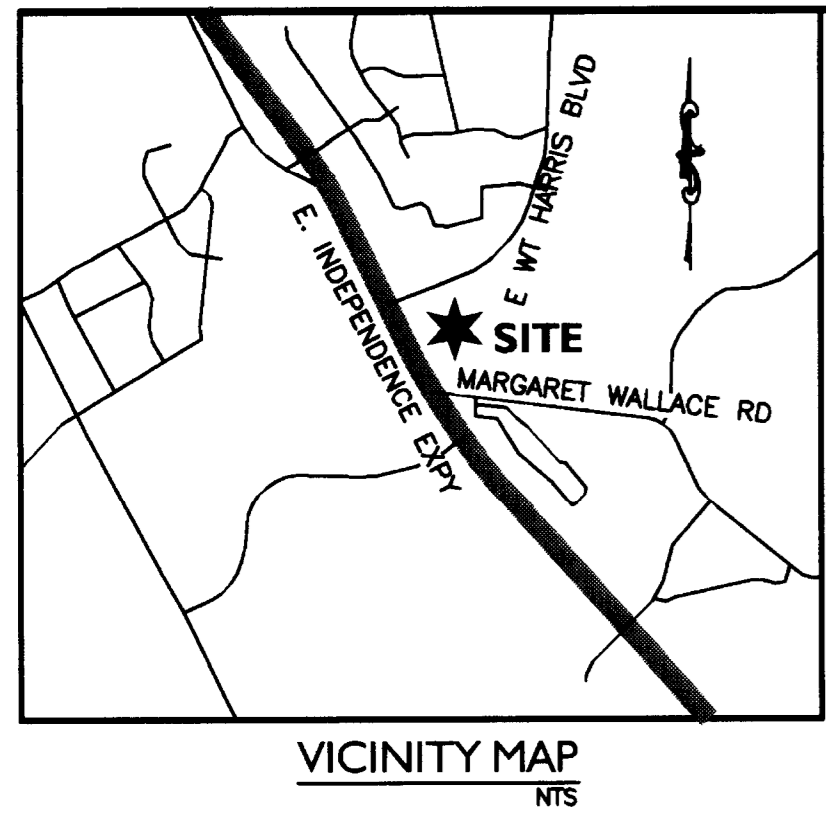 E WT HARRIS BLVD
E. INDEPENDENCE EXPY
SITE
MARGARET WALLACE RD
VICINITY MAP
NTS